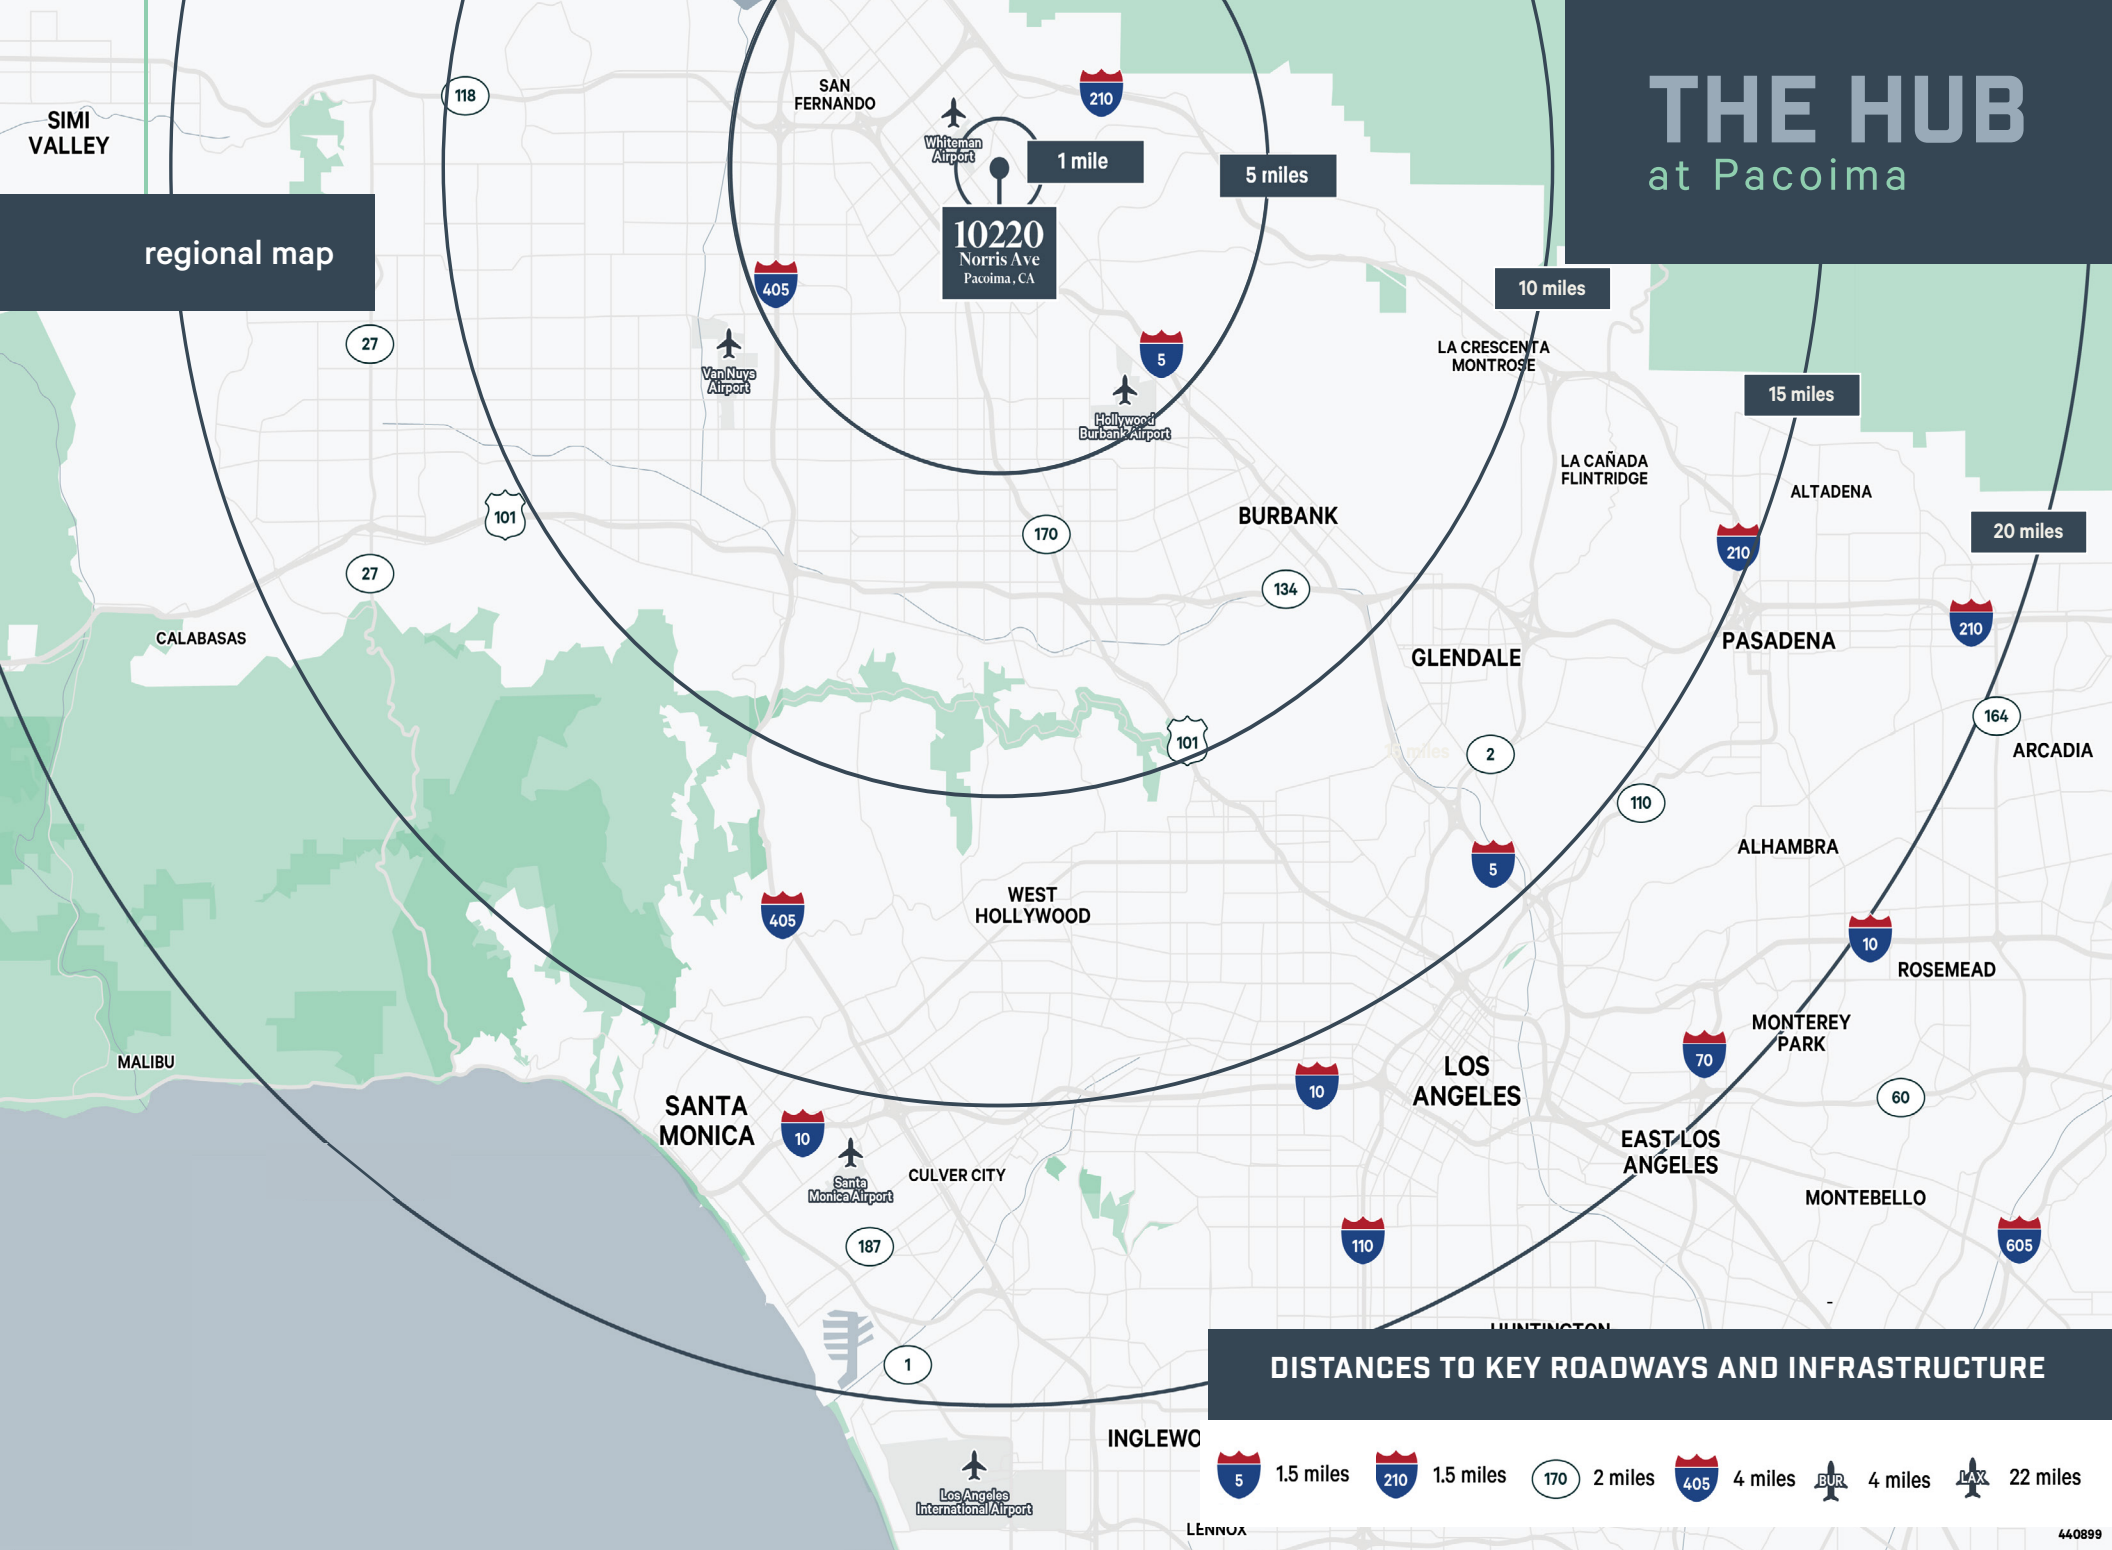 THE HUB
at Pacoima
regional map
SIMI
VALLEY
118
SAN
FERNANDO
210
Whiteman
Airport
1 mile
5 miles
10220
Norris Ave
Pacoima, CA
405
10 miles
27
Van Nuys
Airport
5
Hollywood
Burbank Airport
LA CRESCENTA
MONTROSE
15 miles
LA CAÑADA
FLINTRIDGE
ALTADENA
101
170
BURBANK
210
20 miles
27
134
CALABASAS
GLENDALE
PASADENA
210
164
ARCADIA
101
2
110
ALHAMBRA
5
405
WEST
HOLLYWOOD
10
ROSEMEAD
MONTEREY
PARK
70
MALIBU
LOS
ANGELES
10
60
SANTA
MONICA
10
EAST LOS
ANGELES
Santa
Monica Airport
CULVER CITY
MONTEBELLO
187
110
605
1
DISTANCES TO KEY ROADWAYS AND INFRASTRUCTURE
INGLEWO
5 1.5 miles 210 1.5 miles 170 2 miles 405 4 miles BUR 4 miles LAX 22 miles
Los Angeles
International Airport
LENNOX
440899